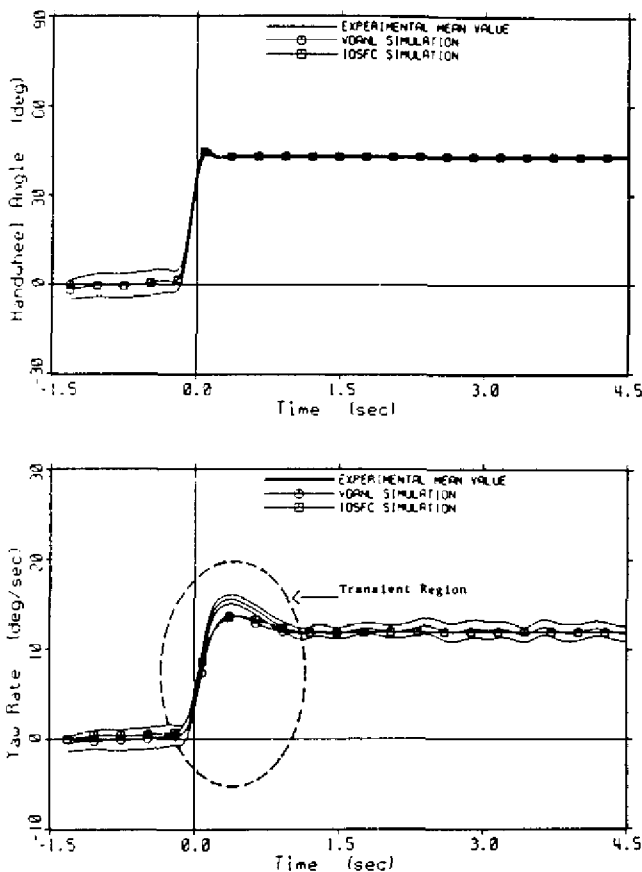 EXPERIMENTAL MEAN VALUE
VDANL SIMULATION
IOSFC SIMULATION
Handwheel Angle (deg)
90
60
30
0
-30
-1.5 0.0 1.5 3.0 4.5
Time (sec)
EXPERIMENTAL MEAN VALUE
VDANL SIMULATION
IOSFC SIMULATION
Transient Region
Yaw Rate (deg/sec)
30
20
10
0
-10
-1.5 0.0 1.5 3.0 4.5
Time (sec)